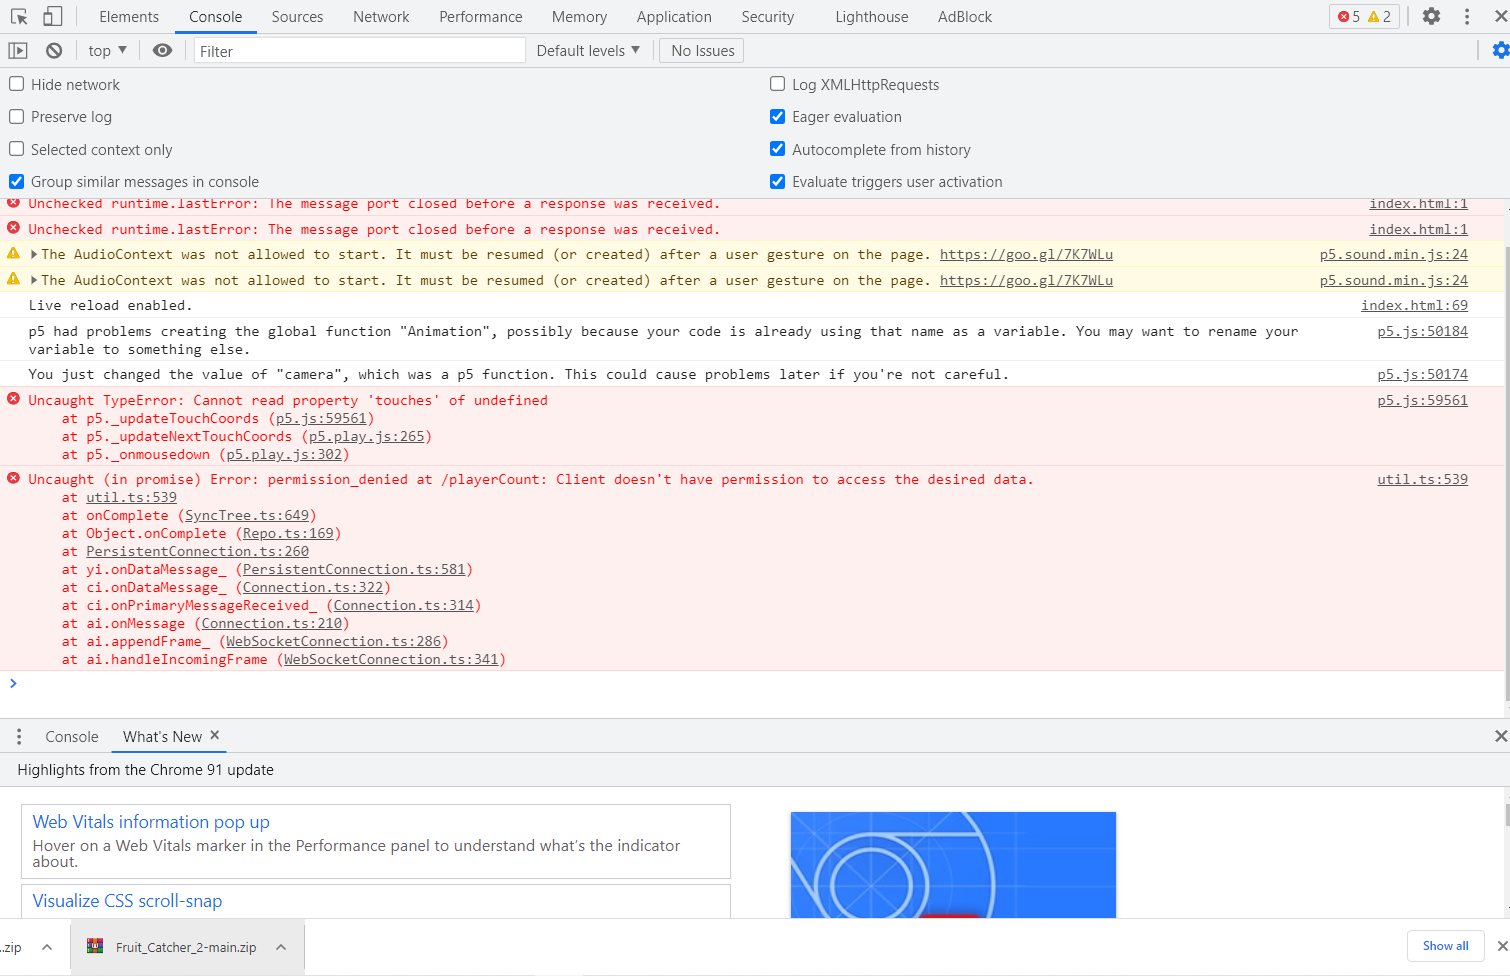 Elements Console Sources Network Performance Memory Application Security Lighthouse AdBlock 5 2
top Filter Default levels No Issues
Hide network Log XMLHttpRequests
Preserve log Eager evaluation
Selected context only Autocomplete from history
Group similar messages in console Evaluate triggers user activation
Unchecked runtime.lastError: The message port closed before a response was received. index.html:1
Unchecked runtime.lastError: The message port closed before a response was received. index.html:1
The AudioContext was not allowed to start. It must be resumed (or created) after a user gesture on the page. https://goo.gl/7K7WLu p5.sound.min.js:24
The AudioContext was not allowed to start. It must be resumed (or created) after a user gesture on the page. https://goo.gl/7K7WLu p5.sound.min.js:24
Live reload enabled. index.html:69
p5 had problems creating the global function "Animation", possibly because your code is already using that name as a variable. You may want to rename your p5.js:50184
variable to something else.
You just changed the value of "camera", which was a p5 function. This could cause problems later if you're not careful. p5.js:50174
Uncaught TypeError: Cannot read property 'touches' of undefined p5.js:59561
at p5._updateTouchCoords (p5.js:59561)
at p5._updateNextTouchCoords (p5.play.js:265)
at p5._onmousedown (p5.play.js:302)
Uncaught (in promise) Error: permission_denied at /playerCount: Client doesn't have permission to access the desired data. util.ts:539
at util.ts:539
at onComplete (SyncTree.ts:649)
at Object.onComplete (Repo.ts:169)
at PersistentConnection.ts:260
at yi.onDataMessage_ (PersistentConnection.ts:581)
at ci.onDataMessage_ (Connection.ts:322)
at ci.onPrimaryMessageReceived_ (Connection.ts:314)
at ai.onMessage (Connection.ts:210)
at ai.appendFrame_ (WebSocketConnection.ts:286)
at ai.handleIncomingFrame (WebSocketConnection.ts:341)
Console What's New
Highlights from the Chrome 91 update
Web Vitals information pop up
Hover on a Web Vitals marker in the Performance panel to understand what's the indicator
about.
Visualize CSS scroll-snap
..zip Fruit_Catcher_2-main.zip Show all